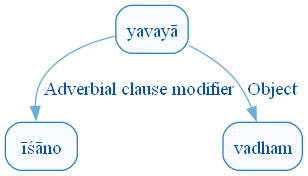 yavayā
Adverbial clause modifier
Object
īśāno
vadham